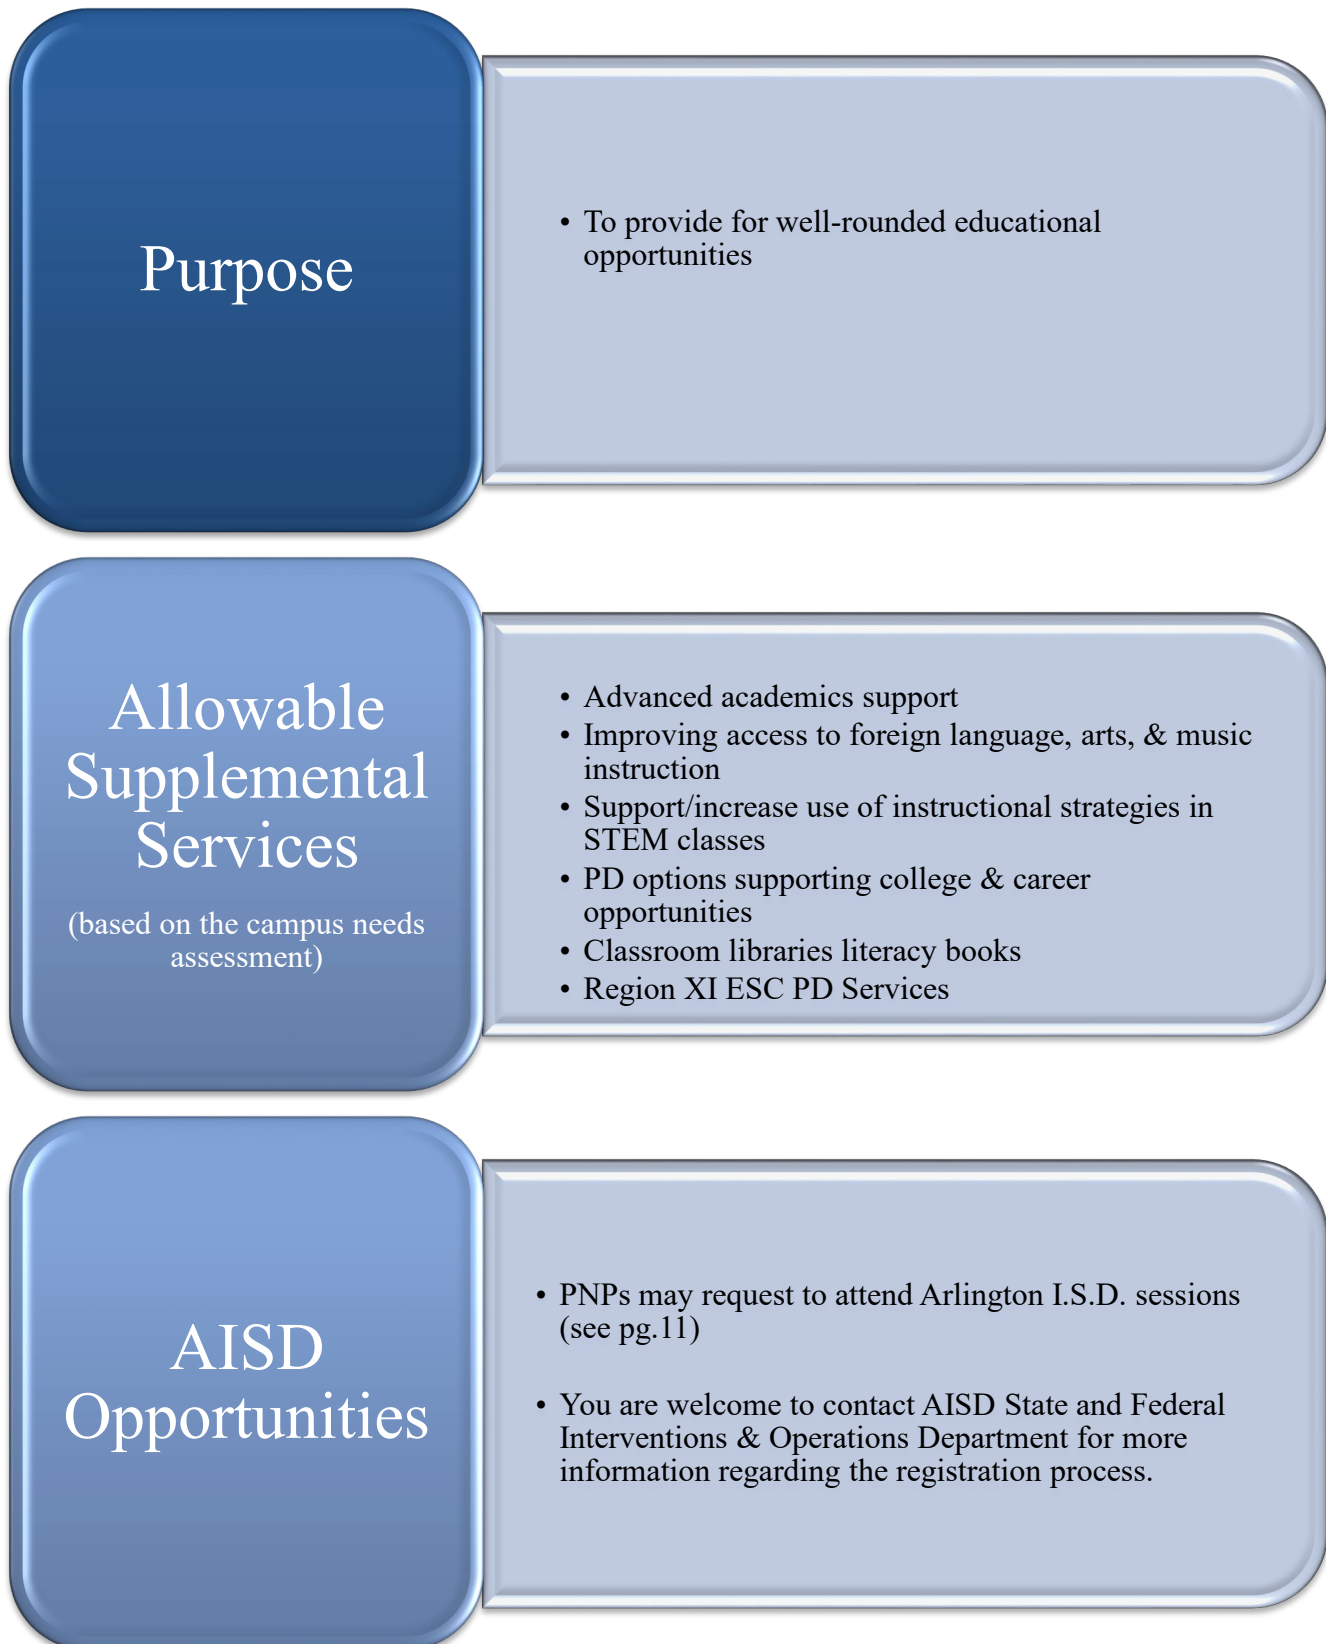 Purpose
• To provide for well-rounded educational
opportunities
Allowable
Supplemental
Services
(based on the campus needs
assessment)
• Advanced academics support
• Improving access to foreign language, arts, & music
instruction
• Support/increase use of instructional strategies in
STEM classes
• PD options supporting college & career
opportunities
• Classroom libraries literacy books
• Region XI ESC PD Services
AISD
Opportunities
• PNPs may request to attend Arlington I.S.D. sessions
(see pg.11)
• You are welcome to contact AISD State and Federal
Interventions & Operations Department for more
information regarding the registration process.